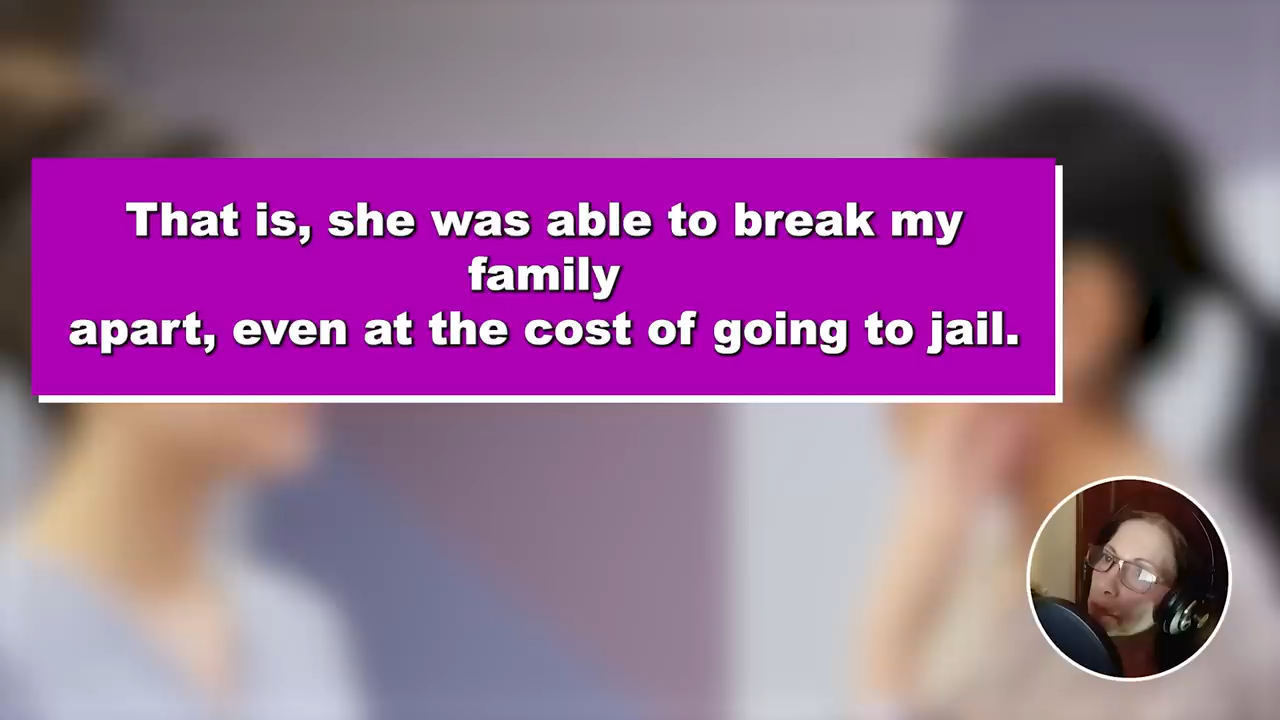 That is, she was able to break my
family
apart, even at the cost of going to jail.